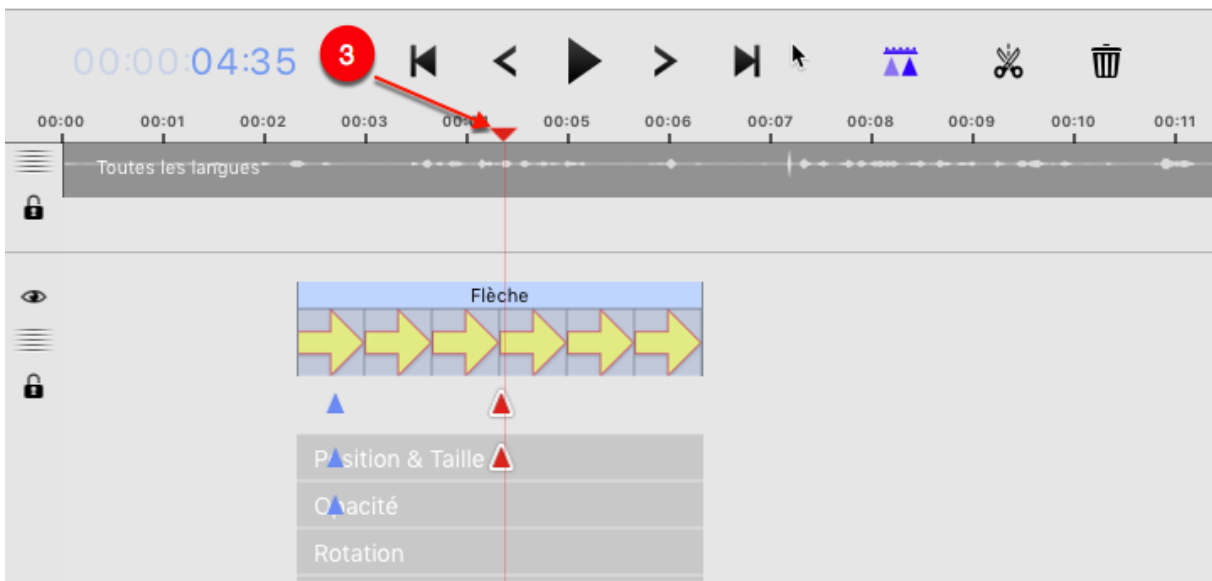 00:00:04:35
3
00:00 00:01 00:02 00:03 00:05 00:06 00:07 00:08 00:09 00:10 00:11
Toutes les langues
Flèche
Position & Taille
Opacité
Rotation